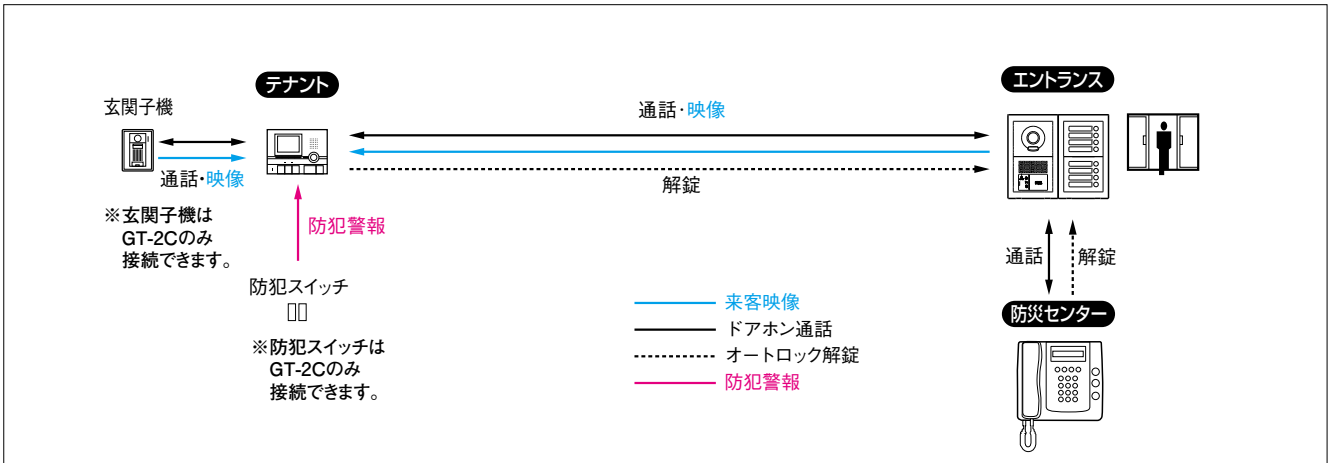 テナント
エントランス
玄関子機
通話・映像
通話・映像
解錠
※玄関子機は
GT-2Cのみ
接続できます。
防犯警報
通話
解錠
防犯スイッチ
※防犯スイッチは
GT-2Cのみ
接続できます。
来客映像
ドアホン通話
オートロック解錠
防犯警報
防災センター